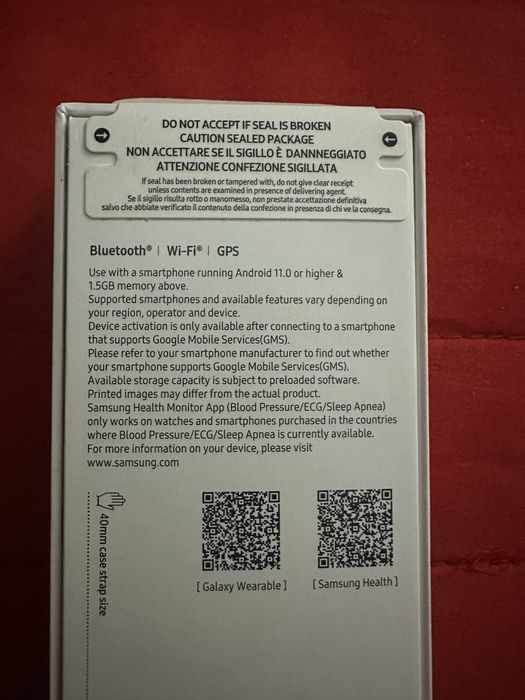 DO NOT ACCEPT IF SEAL IS BROKEN
CAUTION SEALED PACKAGE
NON ACCETTARE SE IL SIGILLO È DANNNEGGIATO
ATTENZIONE CONFEZIONE SIGILLATA
If seal has been broken or tampered with, do not give clear receipt
unless contents are examined in presence of delivering agent.
Se il sigillo risulta rotto o manomesso, non prestate accettazione definitiva
salvo che abbiate verificato il contenuto della confezione in presenza di chi ve la consegna.
Bluetooth® | Wi-Fi® | GPS
Use with a smartphone running Android 11.0 or higher &
1.5GB memory above.
Supported smartphones and available features vary depending on
your region, operator and device.
Device activation is only available after connecting to a smartphone
that supports Google Mobile Services(GMS).
Please refer to your smartphone manufacturer to find out whether
your smartphone supports Google Mobile Services(GMS).
Available storage capacity is subject to preloaded software.
Printed images may differ from the actual product.
Samsung Health Monitor App (Blood Pressure/ECG/Sleep Apnea)
only works on watches and smartphones purchased in the countries
where Blood Pressure/ECG/Sleep Apnea is currently available.
For more information on your device, please visit
www.samsung.com
40mm case strap size
[ Galaxy Wearable ]
[ Samsung Health ]